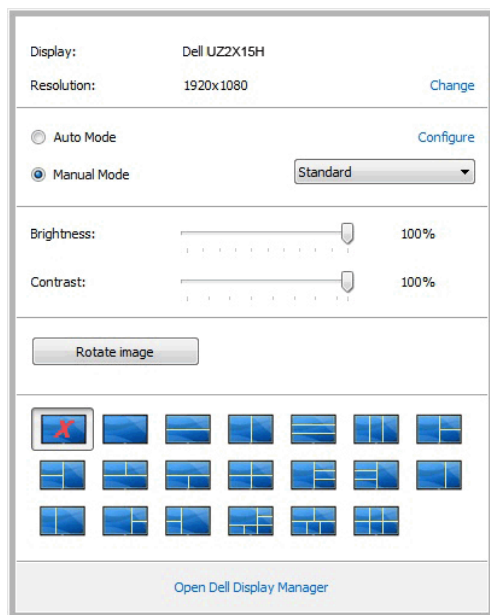 Display: Dell UZ2X15H
Resolution: 1920x1080 Change
Auto Mode Configure
Manual Mode Standard
Brightness: 100%
Contrast: 100%
Rotate image
Open Dell Display Manager